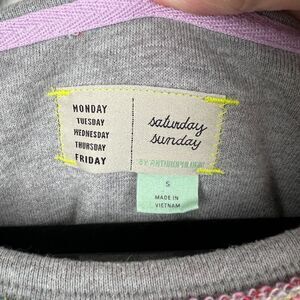 MONDAY
TUESDAY
WEDNESDAY
THURSDAY
FRIDAY
saturday
sunday
BY ANTHROPOLOGIE
S
MADE IN
VIETNAM